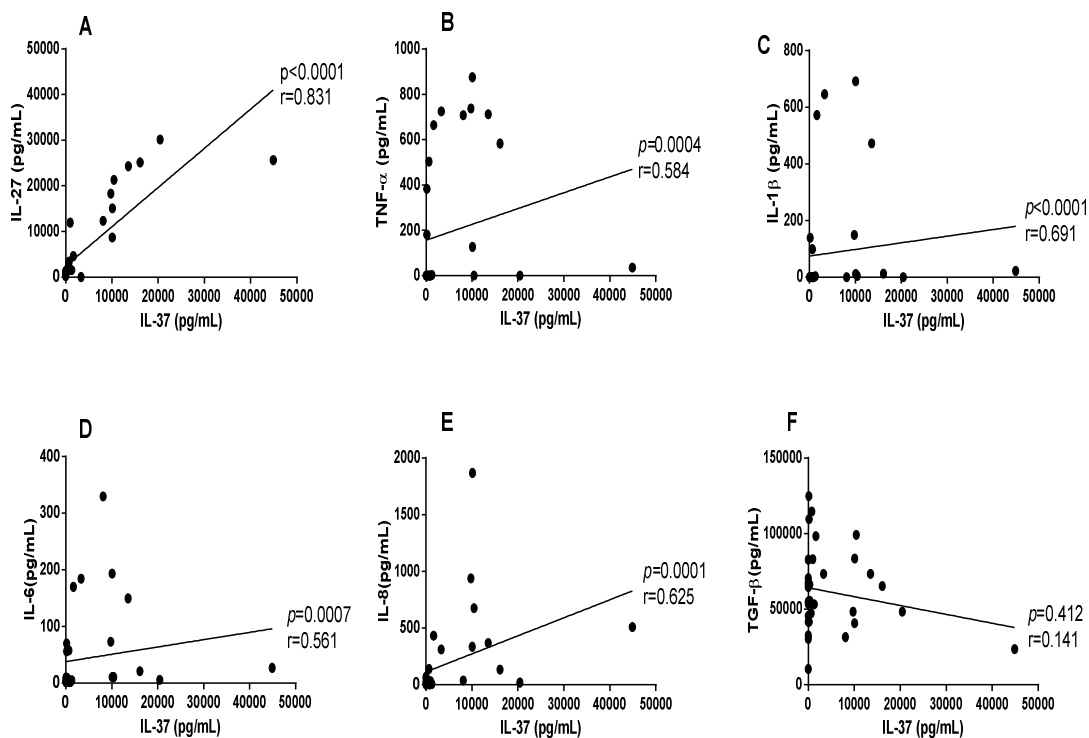 A
50000
40000
30000
20000
10000
0
IL-27 (pg/mL)
p<0.0001
r=0.831
0 10000 20000 30000 40000 50000
IL-37 (pg/mL)
B
1000
800
600
400
200
0
TNF-α (pg/mL)
p=0.0004
r=0.584
0 10000 20000 30000 40000 50000
IL-37 (pg/mL)
C
800
600
400
200
0
IL-1β (pg/mL)
p<0.0001
r=0.691
0 10000 20000 30000 40000 50000
IL-37 (pg/mL)
D
400
300
200
100
0
IL-6(pg/mL)
p=0.0007
r=0.561
0 10000 20000 30000 40000 50000
IL-37 (pg/mL)
E
2000
1500
1000
500
0
IL-8(pg/mL)
p=0.0001
r=0.625
0 10000 20000 30000 40000 50000
IL-37 (pg/mL)
F
150000
100000
50000
0
TGF-β(pg/mL)
p=0.412
r=0.141
0 10000 20000 30000 40000 50000
IL-37 (pg/mL)